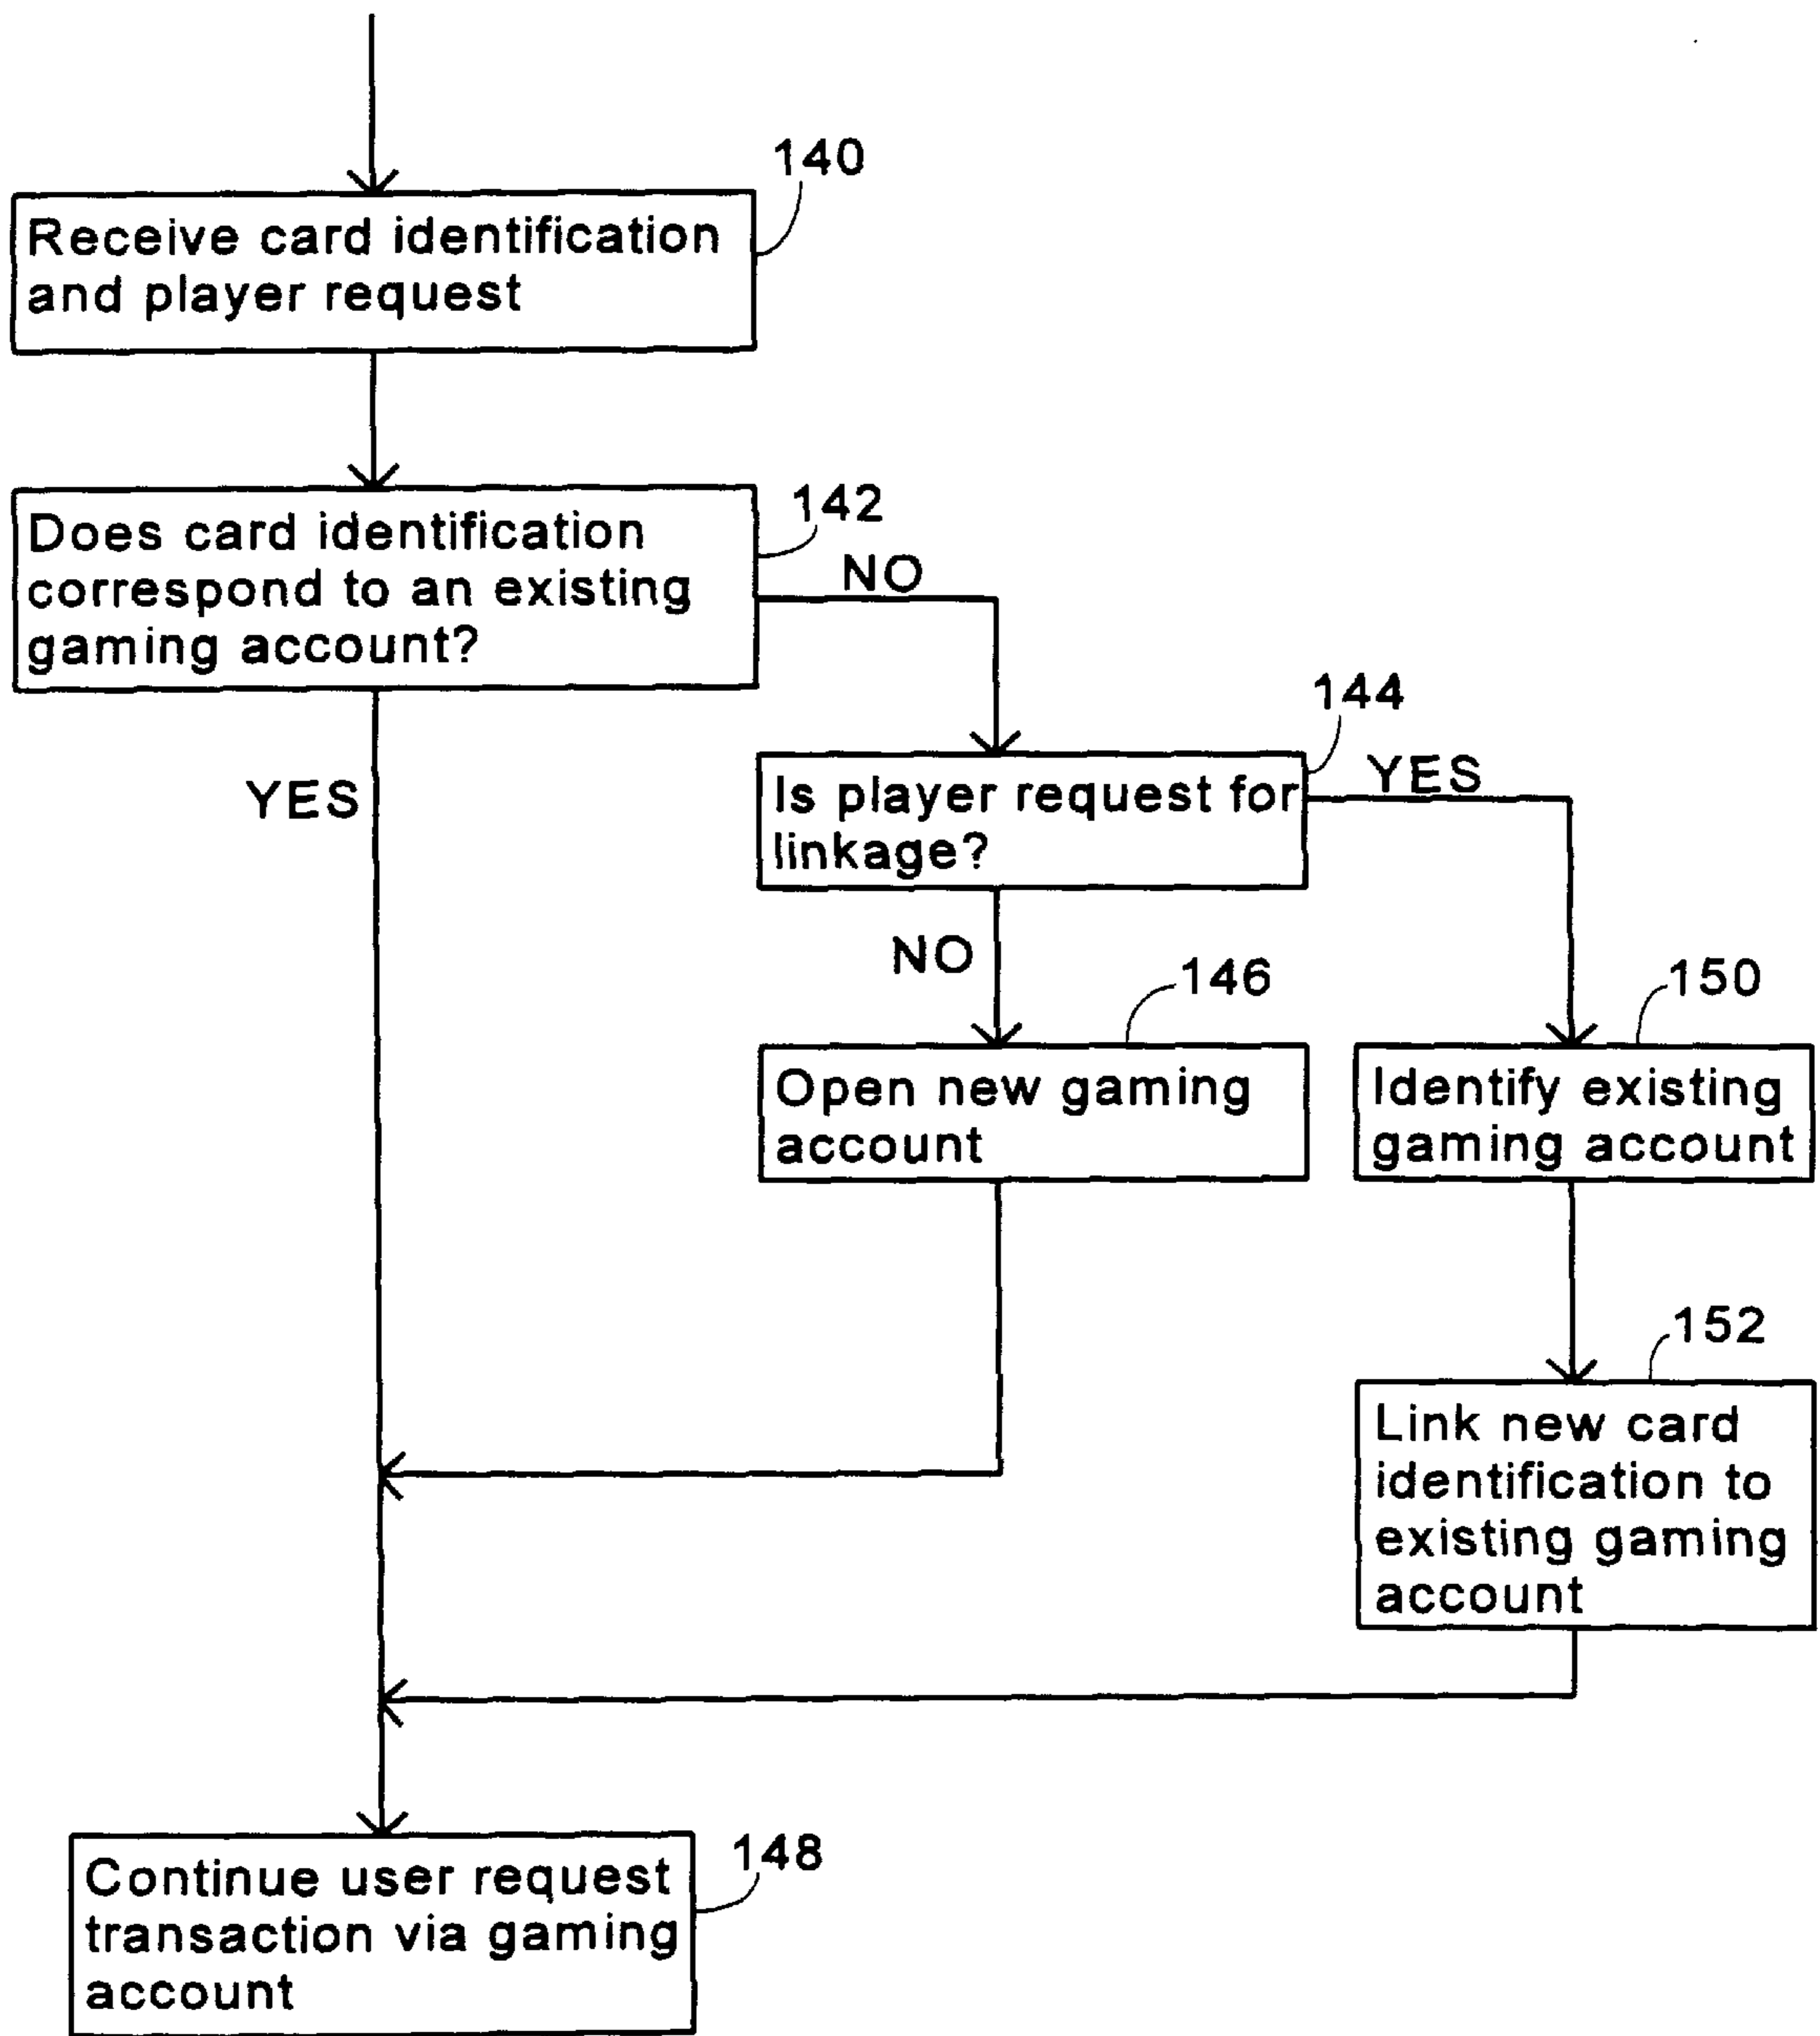 140
Receive card identification
and player request
142
Does card identification
correspond to an existing
gaming account?
NO
144
YES
Is player request for
linkage?
YES
NO
146
150
Open new gaming
account
Identify existing
gaming account
152
Link new card
identification to
existing gaming
account
148
Continue user request
transaction via gaming
account